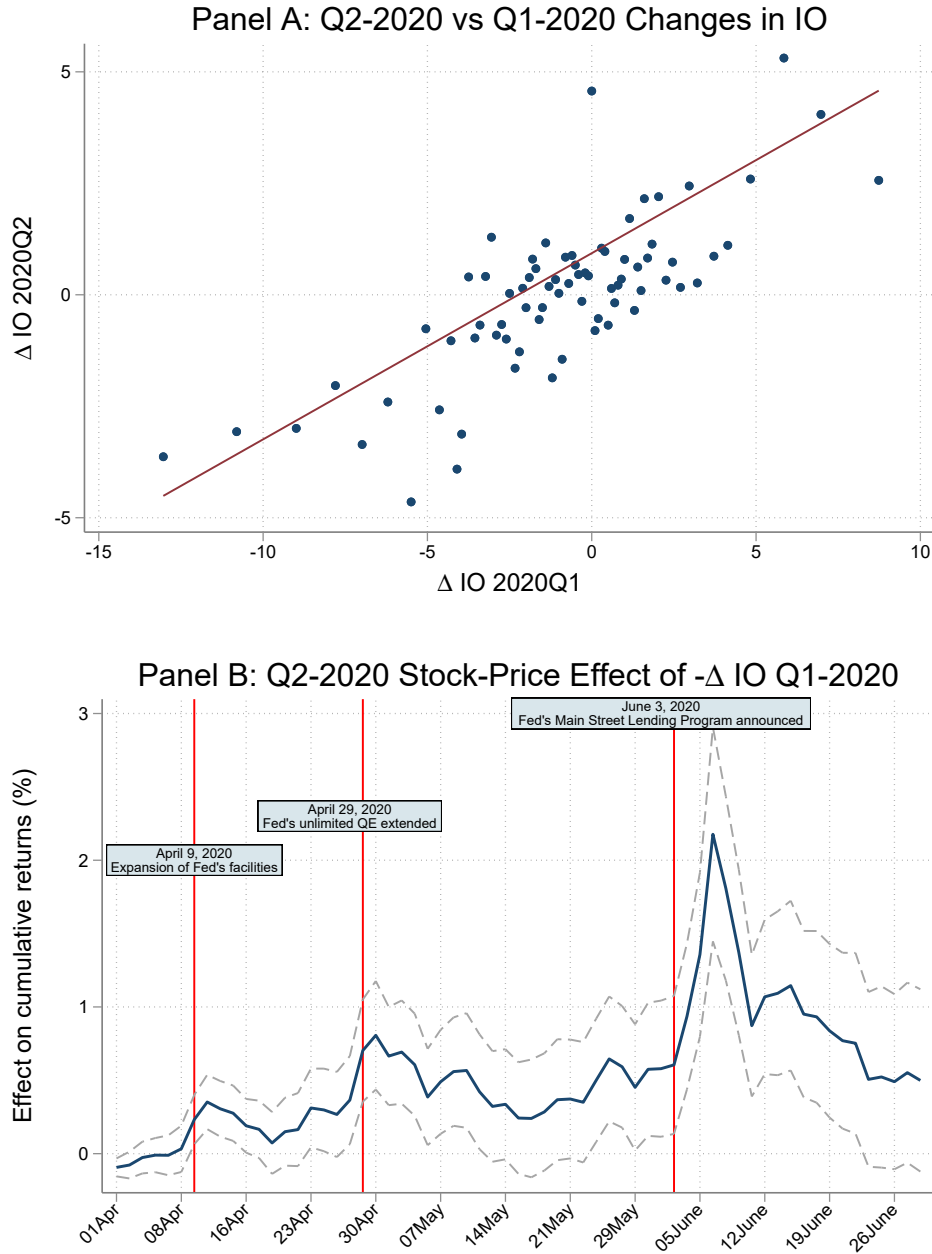 Panel A: Q2-2020 vs Q1-2020 Changes in IO
5
0
-5
Δ IO 2020Q2
-15
-10
-5
0
5
10
Δ IO 2020Q1
Panel B: Q2-2020 Stock-Price Effect of -Δ IO Q1-2020
June 3, 2020
Fed's Main Street Lending Program announced
April 29, 2020
Fed's unlimited QE extended
April 9, 2020
Expansion of Fed's facilities
3
2
1
0
Effect on cumulative returns (%)
01Apr
08Apr
16Apr
23Apr
30Apr
07May
14May
21May
29May
05June
12June
19June
26June